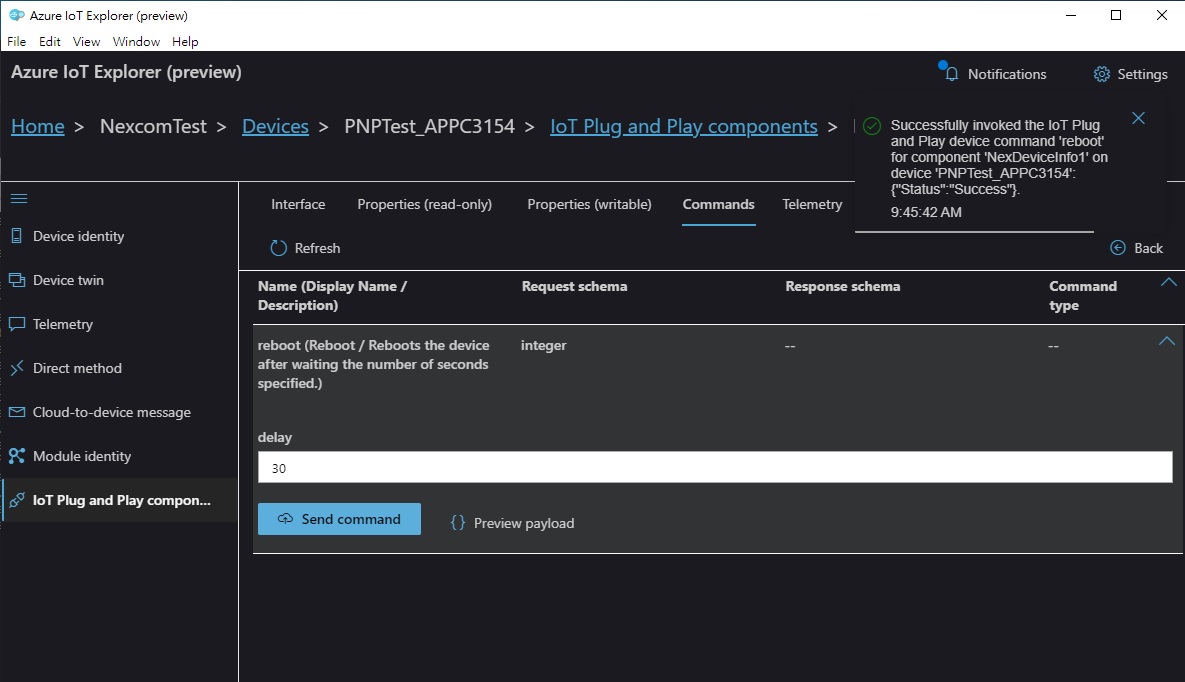 Azure IoT Explorer (preview)
File Edit View Window Help
Azure IoT Explorer (preview)
Notifications
Settings
Home > NexcomTest > Devices > PNPTest_APPC3154 > IoT Plug and Play components >
Successfully invoked the IoT Plug
and Play device command 'reboot'
for component 'NexDeviceInfo1' on
device 'PNPTest_APPC3154':
{"Status":"Success"}.
9:45:42 AM
Device identity
Device twin
Telemetry
Direct method
Cloud-to-device message
Module identity
IoT Plug and Play compon...
Interface Properties (read-only) Properties (writable) Commands Telemetry
Refresh
Back
Name (Display Name /
Description)
Request schema
Response schema
Command
type
reboot (Reboot / Reboots the device
after waiting the number of seconds
specified.)
integer
--
--
delay
30
Send command
{} Preview payload